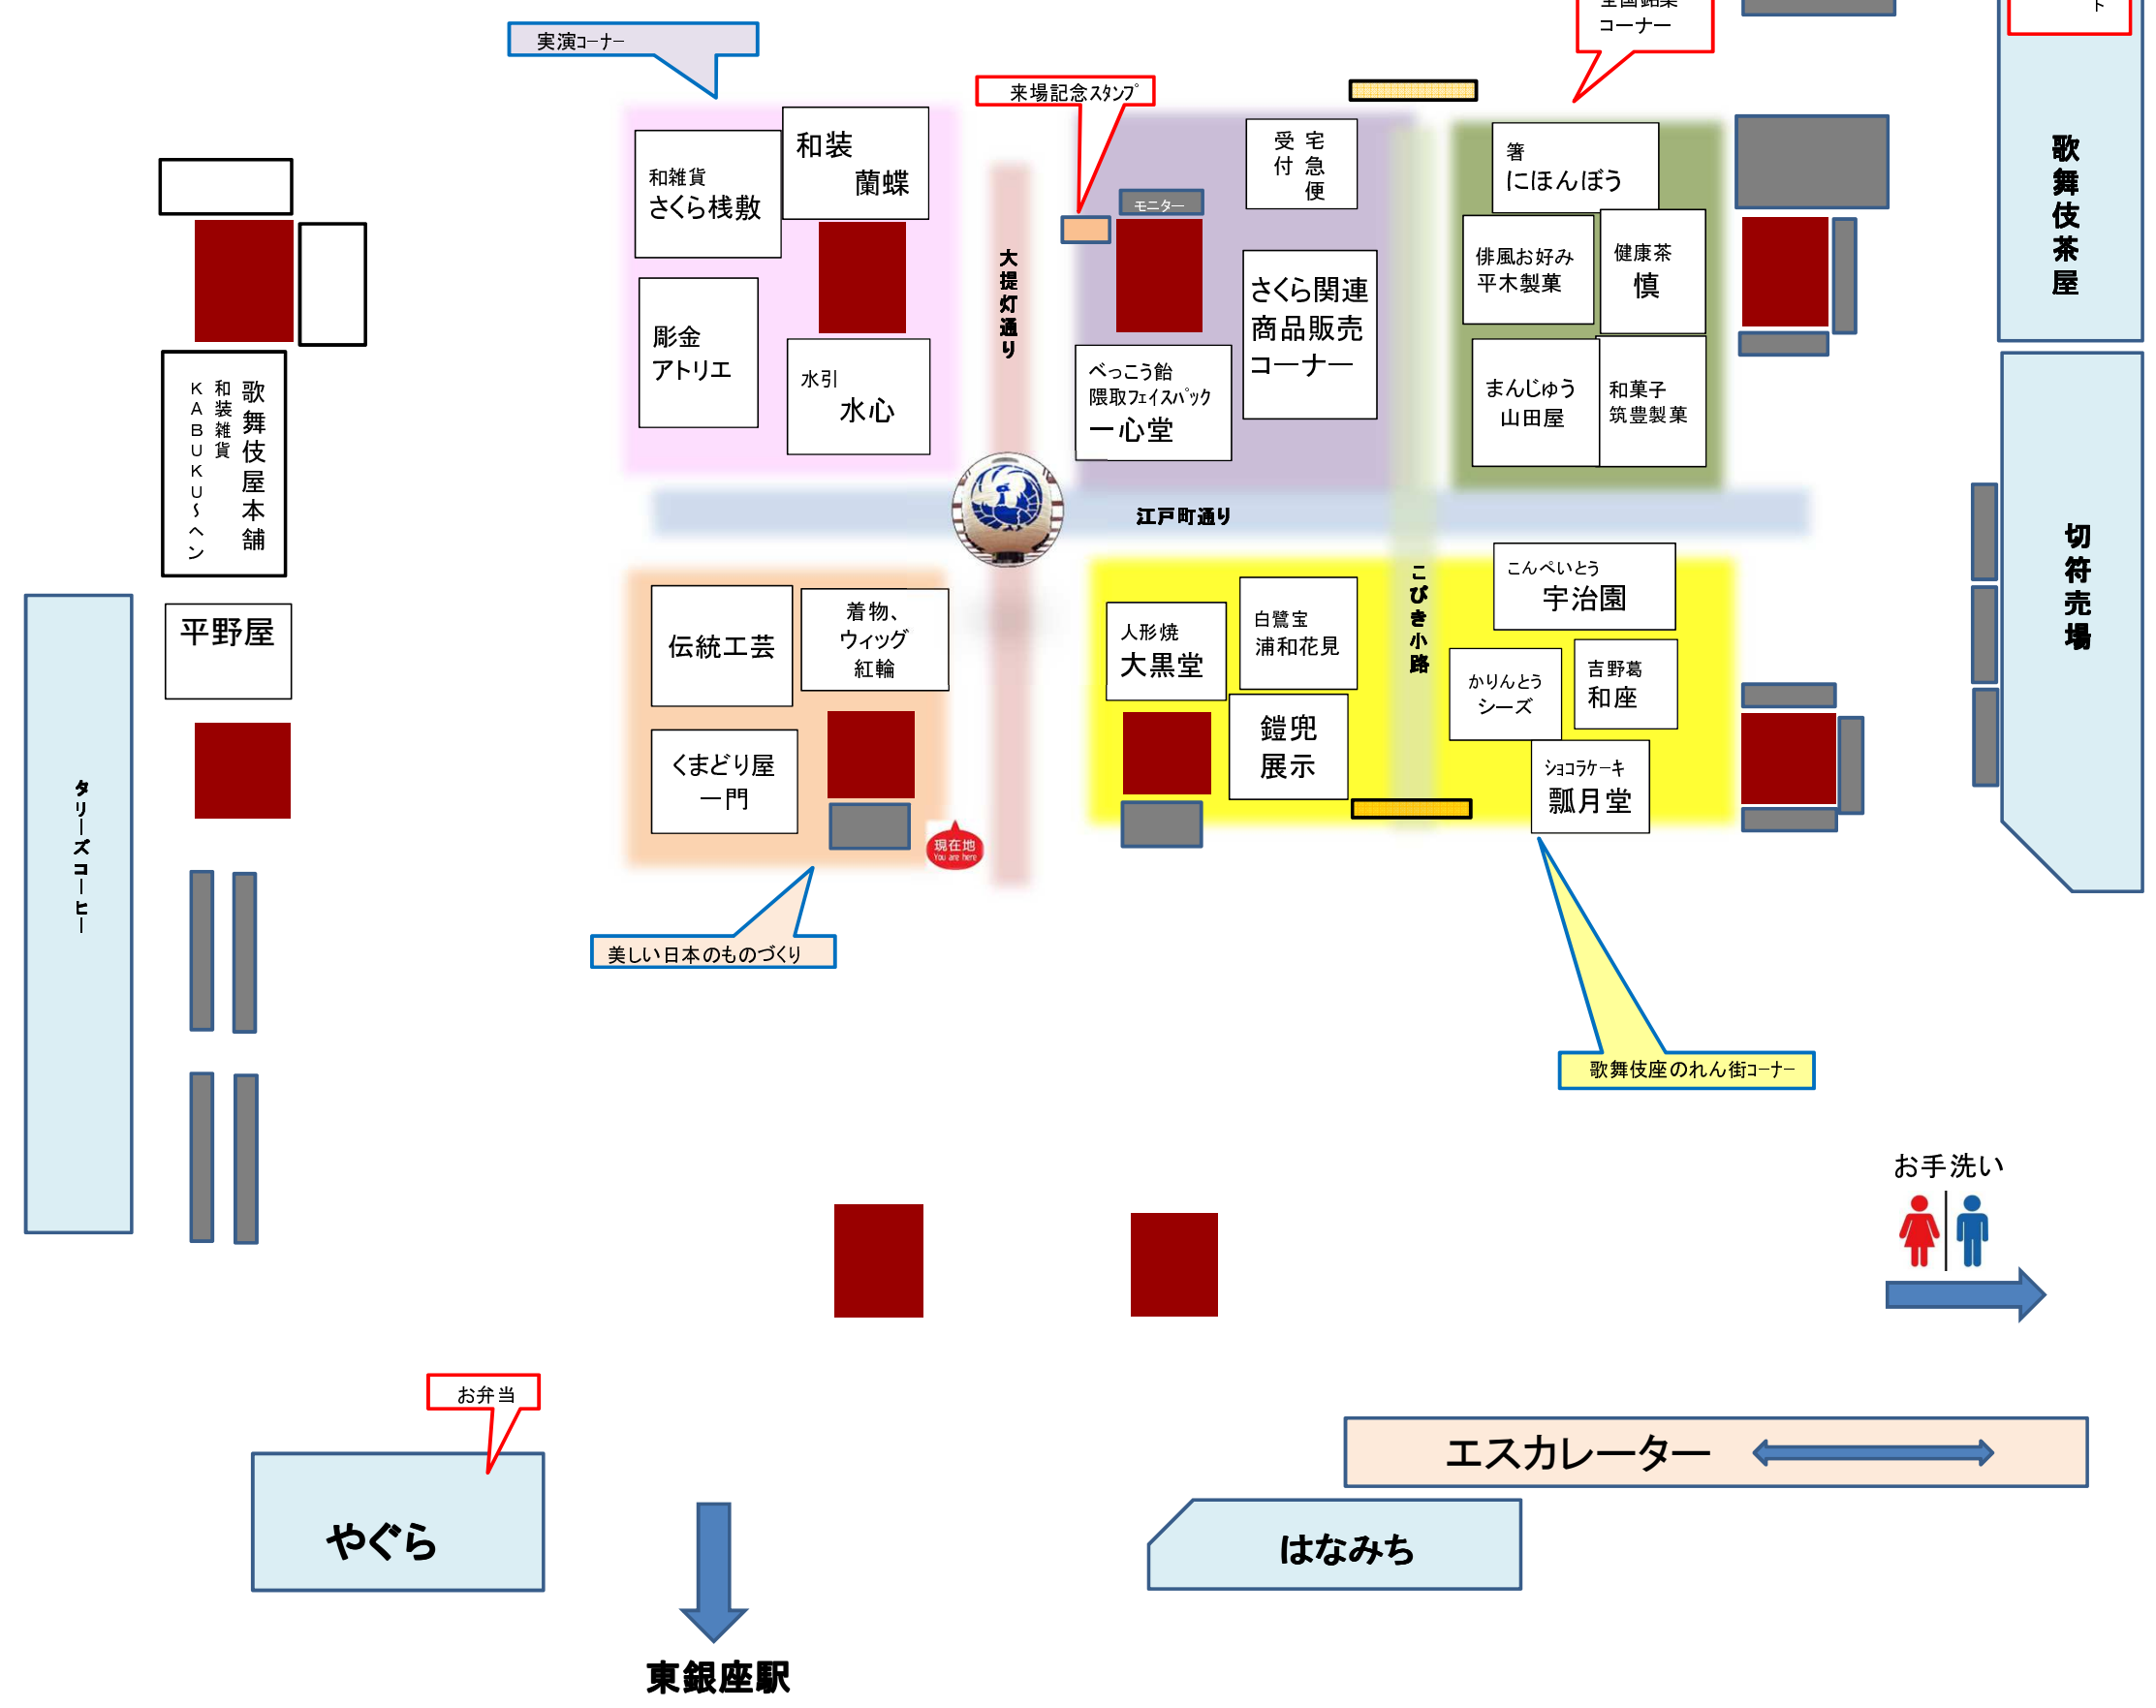 全国銘菓
コーナー
ト
実演コーナー
来場記念スタンプ
歌舞伎茶屋
和雑貨
さくら桟敷
和装
蘭蝶
彫金
アトリエ
水引
水心
大提灯通り
モニター
宅急便
受付
さくら関連
商品販売
コーナー
べっこう飴
隈取フェイスパック
一心堂
箸
にほんぼう
俳風お好み
平木製菓
健康茶
慎
まんじゅう
山田屋
和菓子
筑豊製菓
歌舞伎屋本舗
和装雑貨
KABUKU～ヘン
平野屋
江戸町通り
こびき小路
切符売場
伝統工芸
着物、
ウィッグ
紅輪
くまどり屋
一門
現在地
You are here
人形焼
大黒堂
白鷺宝
浦和花見
鎧兜
展示
こんぺいとう
宇治園
かりんとう
シーズ
吉野葛
和座
ショコラケーキ
瓢月堂
タリーズコーヒー
美しい日本のものづくり
歌舞伎座のれん街コーナー
お手洗い
お弁当
やぐら
エスカレーター
はなみち
東銀座駅